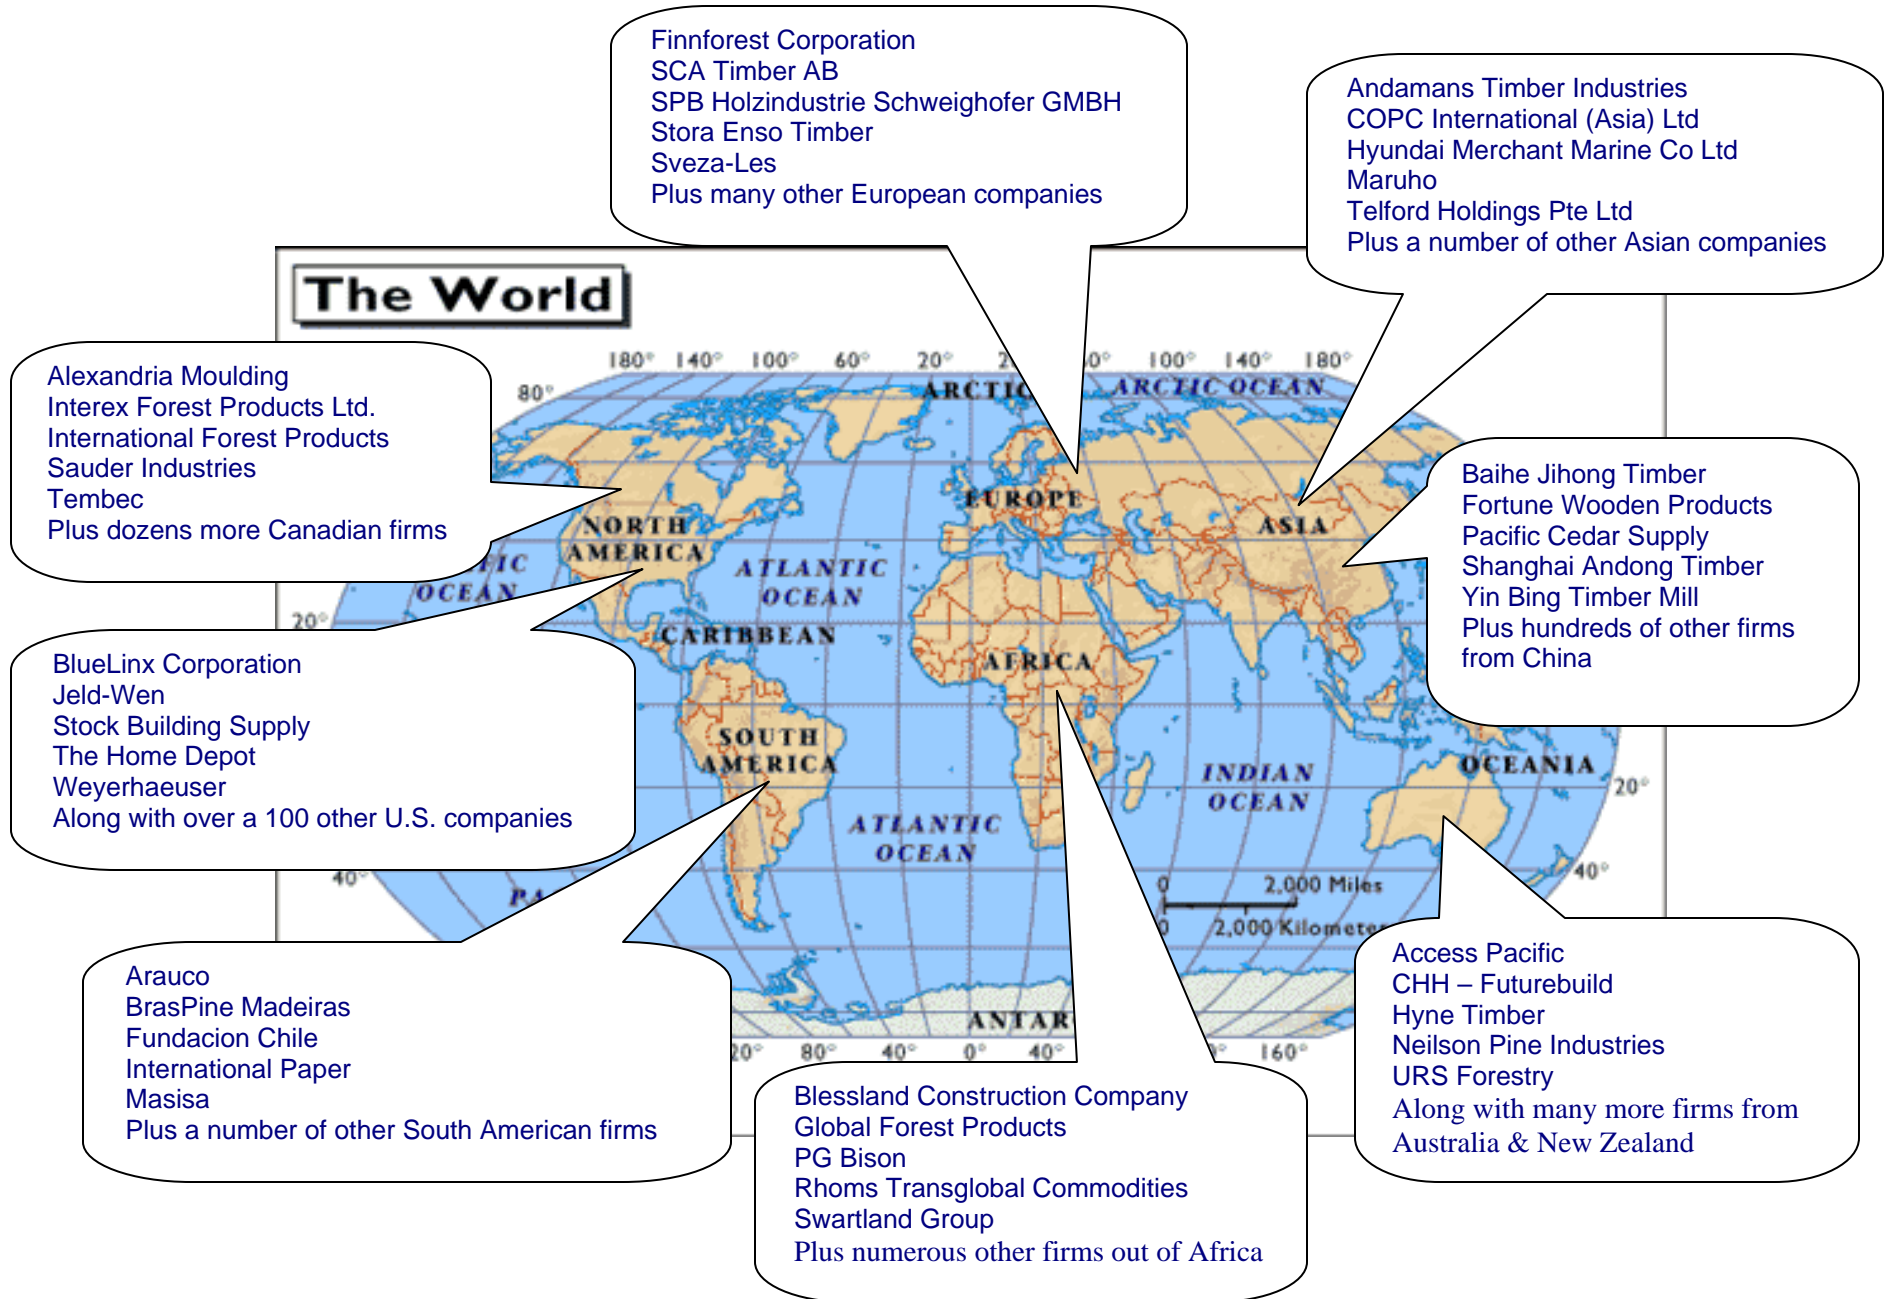 Finnforest Corporation
SCA Timber AB
SPB Holzindustrie Schweighofer GMBH
Stora Enso Timber
Sveza-Les
Plus many other European companies
Andamans Timber Industries
COPC International (Asia) Ltd
Hyundai Merchant Marine Co Ltd
Maruho
Telford Holdings Pte Ltd
Plus a number of other Asian companies
The World
Alexandria Moulding
Interex Forest Products Ltd.
International Forest Products
Sauder Industries
Tembec
Plus dozens more Canadian firms
180° 140° 100° 60° 20° 100° 140° 180°
80°
ARCTIC OCEAN
EUROPE
ASIA
NORTH
AMERICA
ATLANTIC
OCEAN
OCEAN
20°
CARIBBEAN
AFRICA
Baihe Jihong Timber
Fortune Wooden Products
Pacific Cedar Supply
Shanghai Andong Timber
Yin Bing Timber Mill
Plus hundreds of other firms
from China
BlueLinx Corporation
Jeld-Wen
Stock Building Supply
The Home Depot
Weyerhaeuser
Along with over a 100 other U.S. companies
SOUTH
AMERICA
INDIAN
OCEAN
OCEANIA
20°
ATLANTIC
OCEAN
40°
40°
0 2,000 Miles
0 2,000 Kilomete
Arauco
BrasPine Madeiras
Fundacion Chile
International Paper
Masisa
Plus a number of other South American firms
ANTAR
80° 40° 0° 40° 160°
Blessland Construction Company
Global Forest Products
PG Bison
Rhoms Transglobal Commodities
Swartland Group
Plus numerous other firms out of Africa
Access Pacific
CHH – Futurebuild
Hyne Timber
Neilson Pine Industries
URS Forestry
Along with many more firms from
Australia & New Zealand